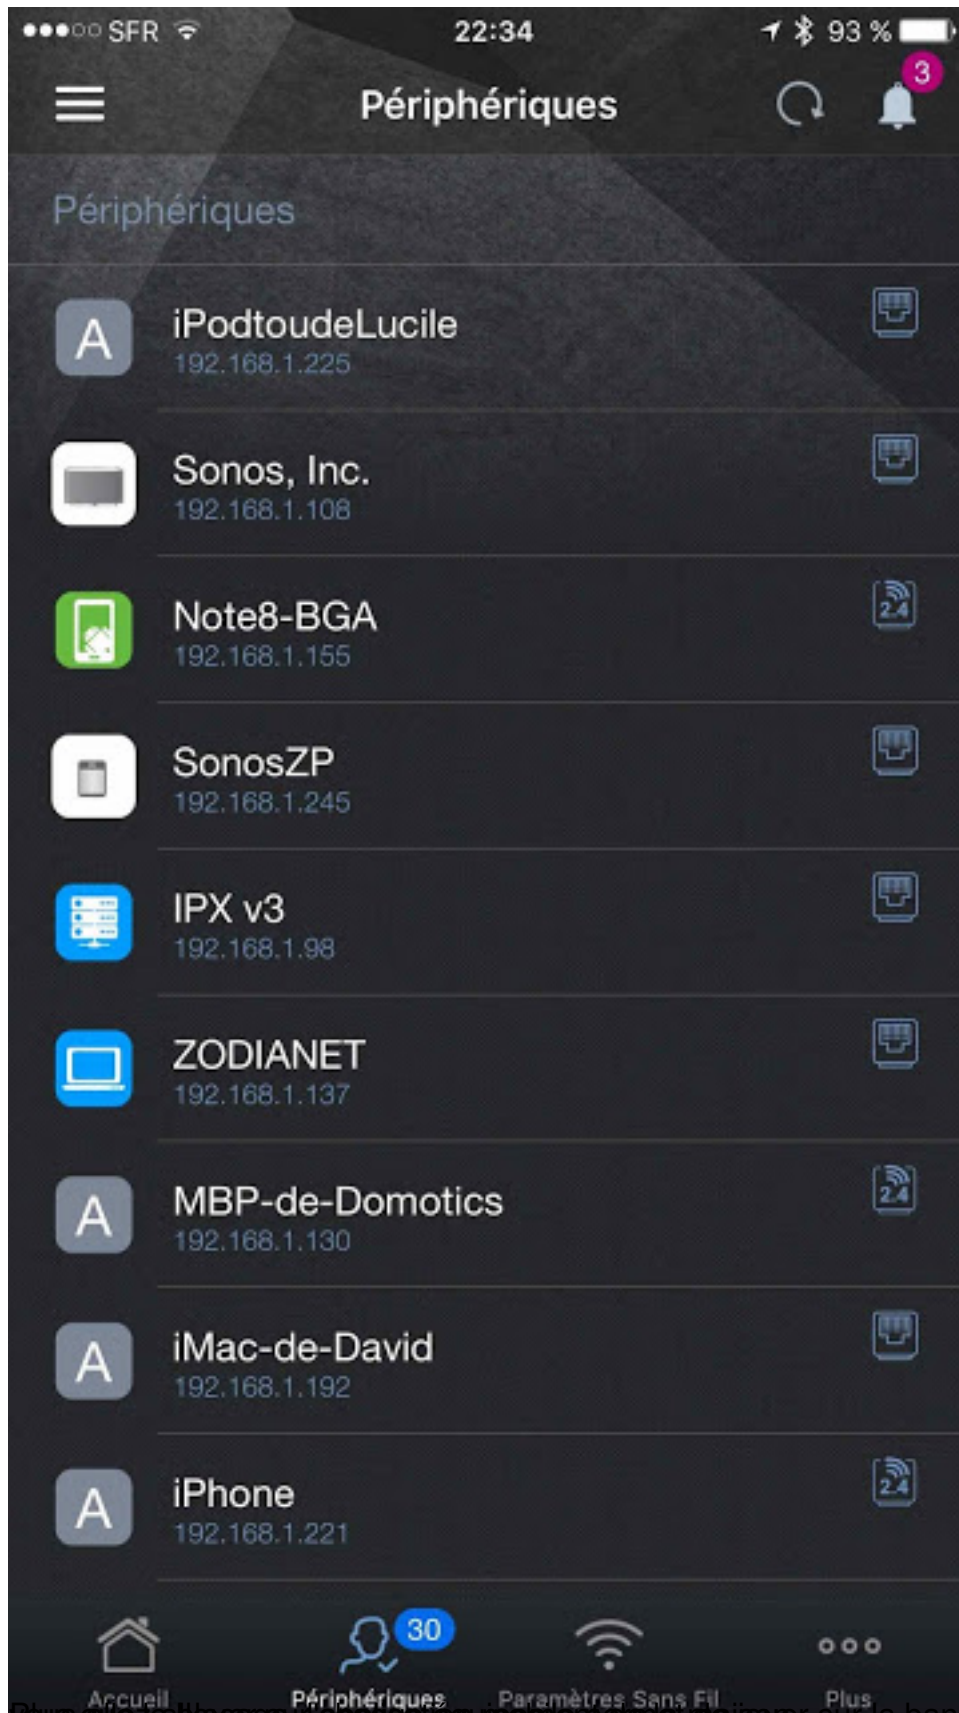 SFR 22:34 93 %
Périphériques 3
Périphériques
A iPodtoudeLucile
192.168.1.225
Sonos, Inc.
192.168.1.108
Note8-BGA
192.168.1.155
2.4
SonosZP
192.168.1.245
IPX v3
192.168.1.98
ZODIANET
192.168.1.137
A MBP-de-Domotics
192.168.1.130
2.4
A iMac-de-David
192.168.1.192
A iPhone
192.168.1.221
2.4
30
Accueil Périphériques Paramètres Sans Fil Plus